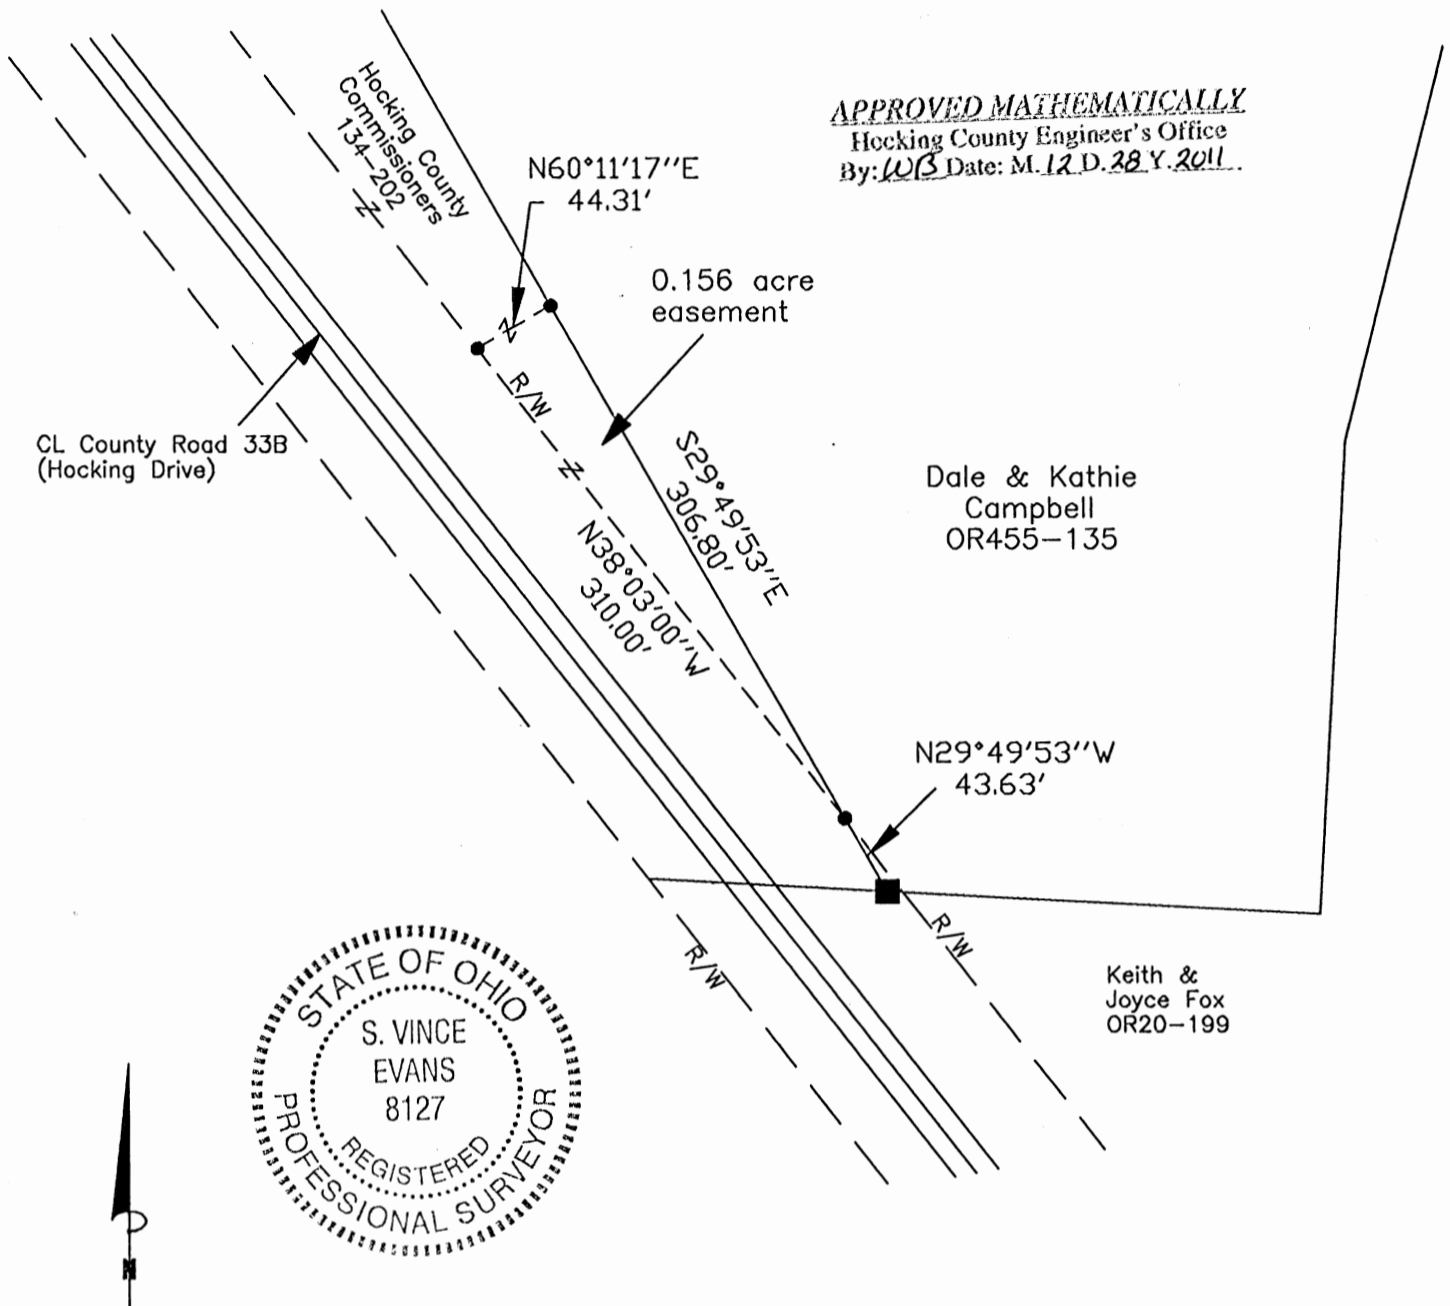 Hocking County
Commissioners
134-202
APPROVED MATHEMATICALLY
Hocking County Engineer's Office
By: WB Date: M. 12 D. 28 Y. 2011
N60°11'17''E
44.31'
0.156 acre
easement
R/W
CL County Road 33B
(Hocking Drive)
S29°49'53''E
306.80'
Dale & Kathie
Campbell
OR455-135
N38°03'00''W
310.00'
N29°49'53''W
43.63'
R/W
R/W
Keith &
Joyce Fox
OR20-199
STATE OF OHIO
S. VINCE
EVANS
8127
REGISTERED
PROFESSIONAL SURVEYOR
N